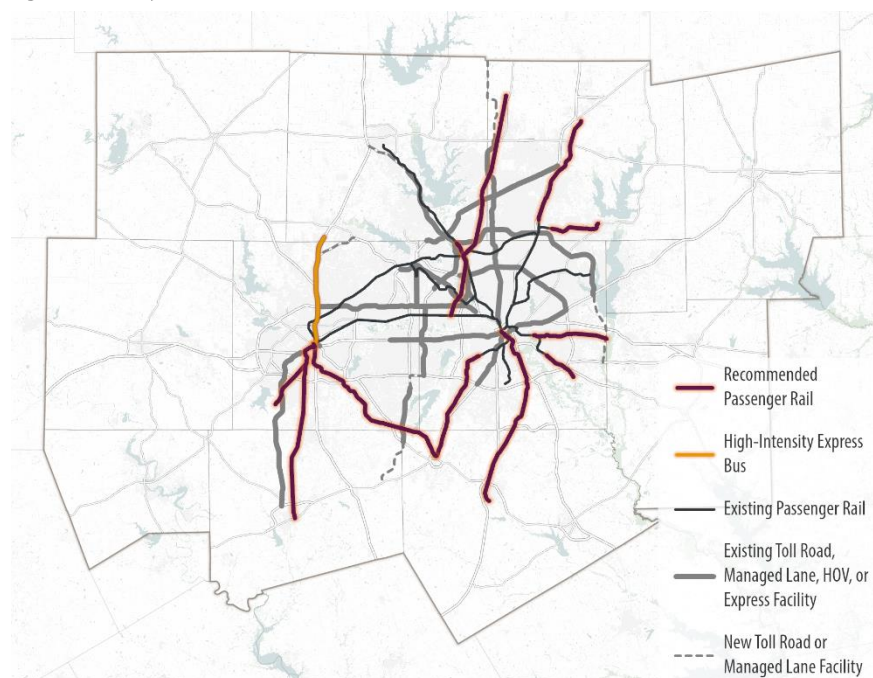 Recommended
Passenger Rail
High-Intensity Express
Bus
Existing Passenger Rail
Existing Toll Road,
Managed Lane, HOV, or
Express Facility
New Toll Road or
Managed Lane Facility